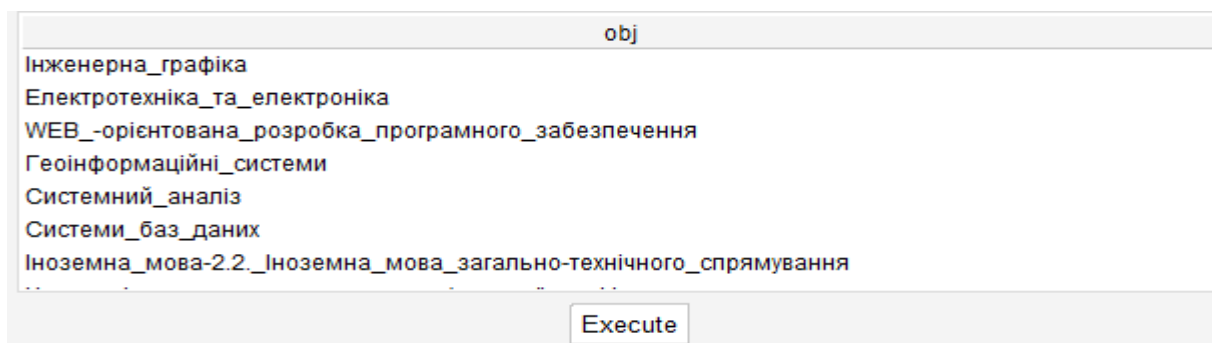 obj
Інженерна_графіка
Електротехніка_та_електроніка
WEB_-орієнтована_розробка_програмного_забезпечення
Геоінформаційні_системи
Системний_аналіз
Системи_баз_даних
Іноземна_мова-2.2._Іноземна_мова_загально-технічного_спрямування
Execute